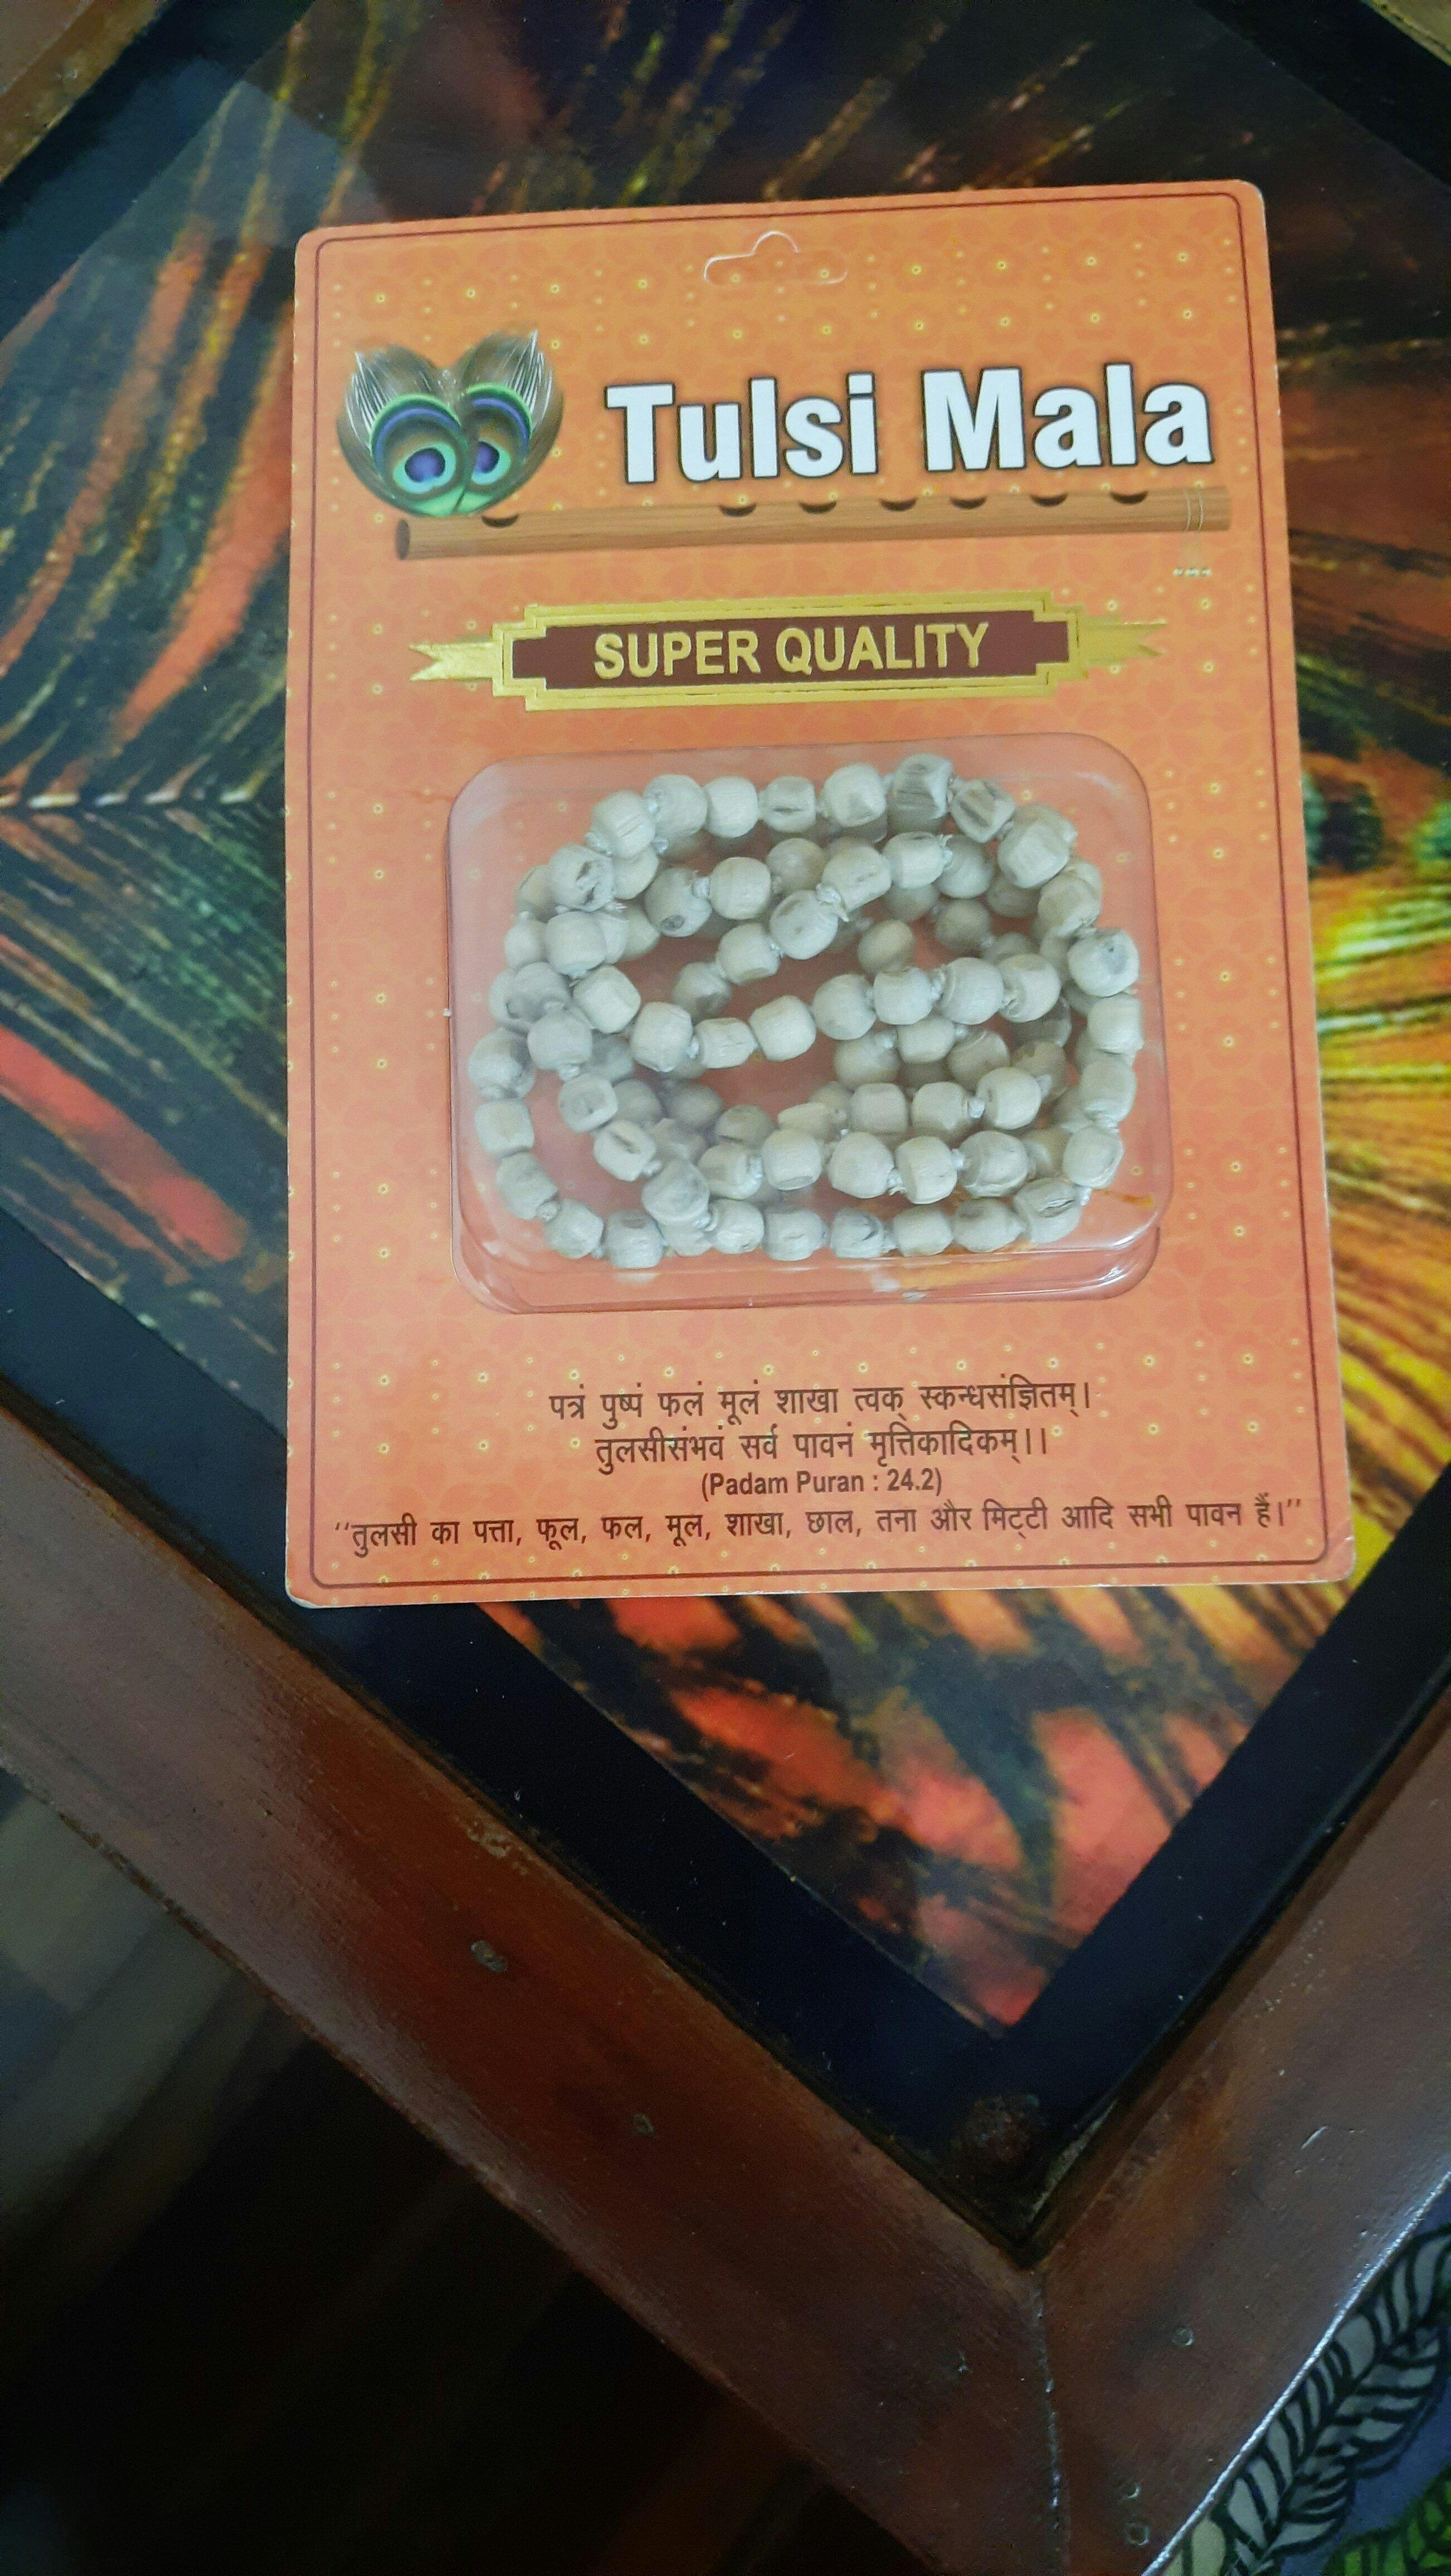 Tulsi Mala
SUPER QUALITY
पत्रं पुष्पं फलं मूलं शाखा त्वक् स्कन्धसंज्ञितम्।
तुलसीसंभवं सर्व पावनं मृत्तिकादिकम्।।
(Padam Puran : 24.2)
‘‘तुलसी का पत्ता, फूल, फल, मूल, शाखा, छाल, तना और मिट्टी आदि सभी पावन हैं।’’